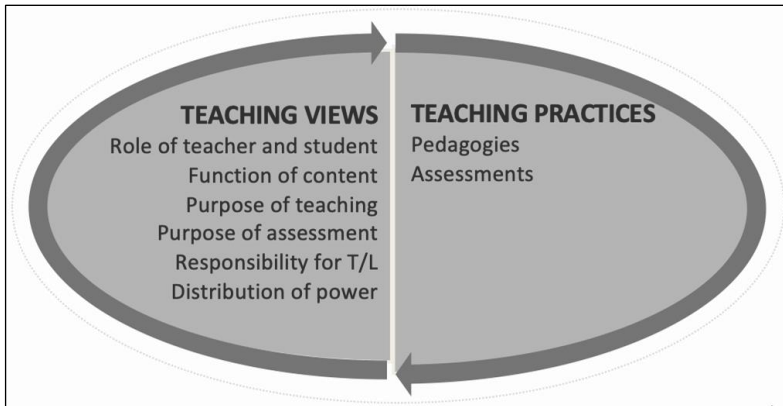 TEACHING VIEWS
Role of teacher and student
Function of content
Purpose of teaching
Purpose of assessment
Responsibility for T/L
Distribution of power
TEACHING PRACTICES
Pedagogies
Assessments